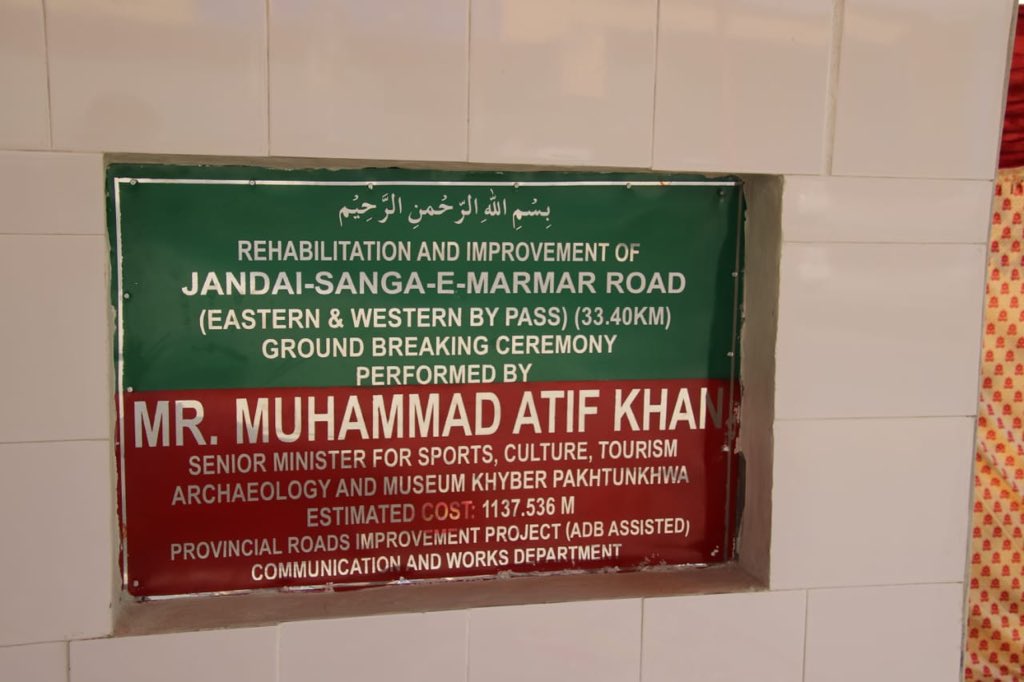 بِسْمِ اللهِ الرَّحْمنِ الرَّحِيْمِ
REHABILITATION AND IMPROVEMENT OF
JANDAI-SANGA-E-MARMAR ROAD
(EASTERN & WESTERN BY PASS) (33.40KM)
GROUND BREAKING CEREMONY
PERFORMED BY
MR. MUHAMMAD ATIF KHAN,
SENIOR MINISTER FOR SPORTS, CULTURE, TOURISM
ARCHAEOLOGY AND MUSEUM KHYBER PAKHTUNKHWA
ESTIMATED COST: 1137.536 M
PROVINCIAL ROADS IMPROVEMENT PROJECT (ADB ASSISTED)
COMMUNICATION AND WORKS DEPARTMENT